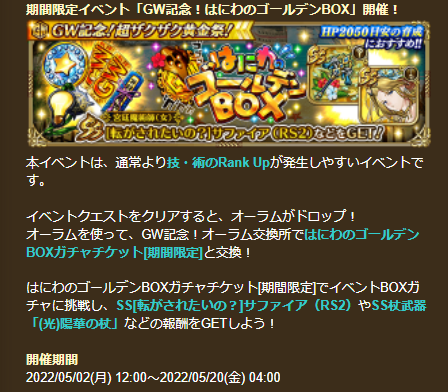 期間限定イベント「GW記念！はにわのゴールデンBOX」開催！
GW記念!超ザクザク黄金祭!
HP2050目安の育成
におすすめ!!
はにわの
ゴールデン
BOX
宮廷魔術師(女)
SS[転がされたいの?]サファイア(RS2)などをGET!
本イベントは、通常より技・術のRank Upが発生しやすいイベントで
す。
イベントクエストをクリアすると、オーラムがドロップ！
オーラムを使って、GW記念！オーラム交換所ではにわのゴールデン
BOXガチャチケット[期間限定]と交換！
はにわのゴールデンBOXガチャチケット[期間限定]でイベントBOXガ
チャに挑戦し、SS[転がされたいの？]サファイア（RS2）やSS杖武器
「(光)陽華の杖」などの報酬をGETしよう！
開催期間
2022/05/02(月) 12:00～2022/05/20(金) 04:00